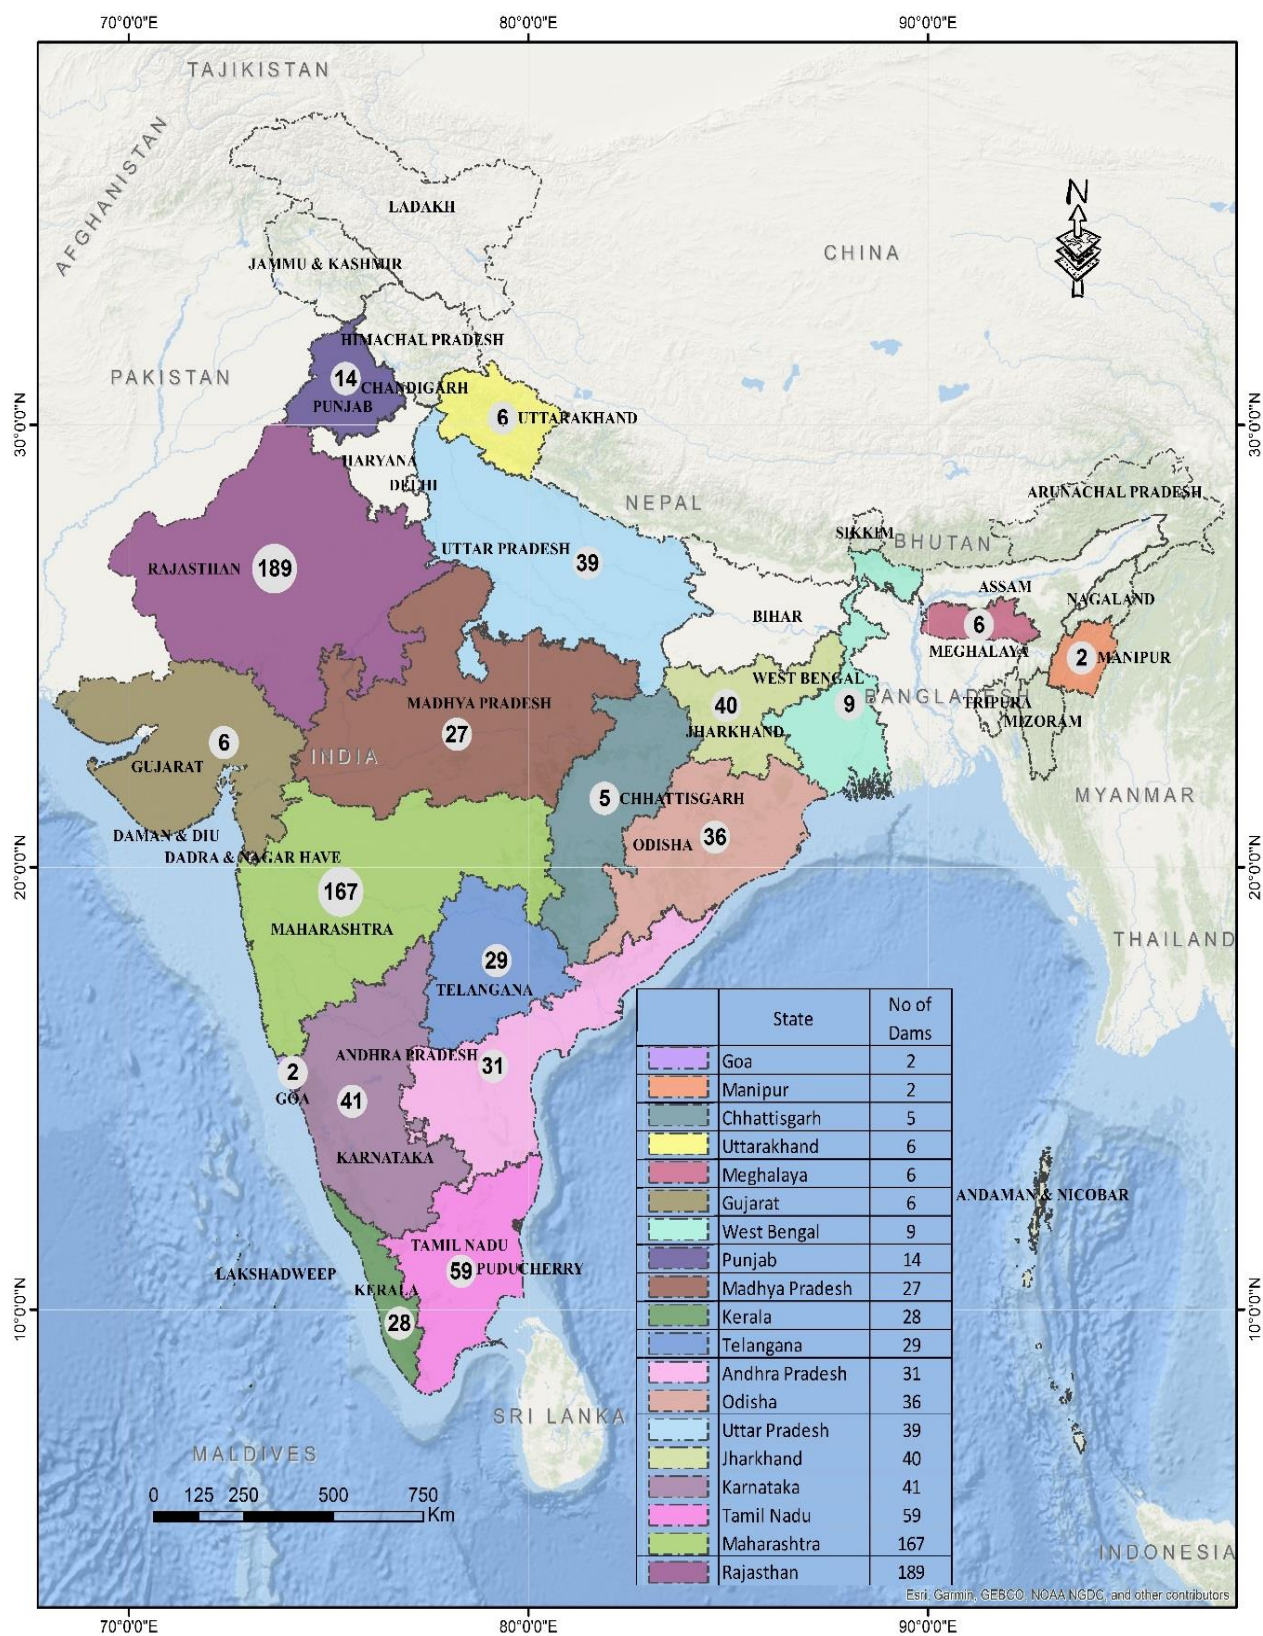 70°0'0"E 80°0'0"E 90°0'0"E
TAJIKISTAN
AFGHANISTAN
LADAKH
N
CHINA
JAMMU & KASHMIR
HIMACHAL PRADESH
PAKISTAN
14
CHANDIGARH
PUNJAB
6 UTTARAKHAND
30°0'0"N 30°0'0"N
HARYANA
DELHI
NEPAL
ARUNACHAL PRADESH
SIKKIM
BHUTAN
UTTAR PRADESH 39
RAJASTHAN 189
ASSAM
NAGALAND
BIHAR
6
MEGHALAYA
2 MANIPUR
WEST BENGAL
9
BANGLADESH
TRIPURA
MIZORAM
MADHYA PRADESH
27
40
JHARKHAND
6
GUJARAT
INDIA
5 CHHATTISGARH
MYANMAR
DAMAN & DIU
ODISHA 36
DADRA & NAGAR HAVE
20°0'0"N 20°0'0"N
167
MAHARASHTRA
THAILAND
29
TELANGANA
ANDHRA PRADESH 31
2
GOA
41
KARNATAKA
ANDAMAN & NICOBAR
TAMIL NADU
59 PUDUCHERRY
LAKSHADWEEP
KERALA
28
10°0'0"N 10°0'0"N
SRI LANKA
MALDIVES
INDONESIA
0 125 250 500 750
Km
State No of Dams
Goa 2
Manipur 2
Chhattisgarh 5
Uttarakhand 6
Meghalaya 6
Gujarat 6
West Bengal 9
Punjab 14
Madhya Pradesh 27
Kerala 28
Telangana 29
Andhra Pradesh 31
Odisha 36
Uttar Pradesh 39
Jharkhand 40
Karnataka 41
Tamil Nadu 59
Maharashtra 167
Rajasthan 189
Esri, Garmin, GEBCO, NOAA NGDC, and other contributors
70°0'0"E 80°0'0"E 90°0'0"E